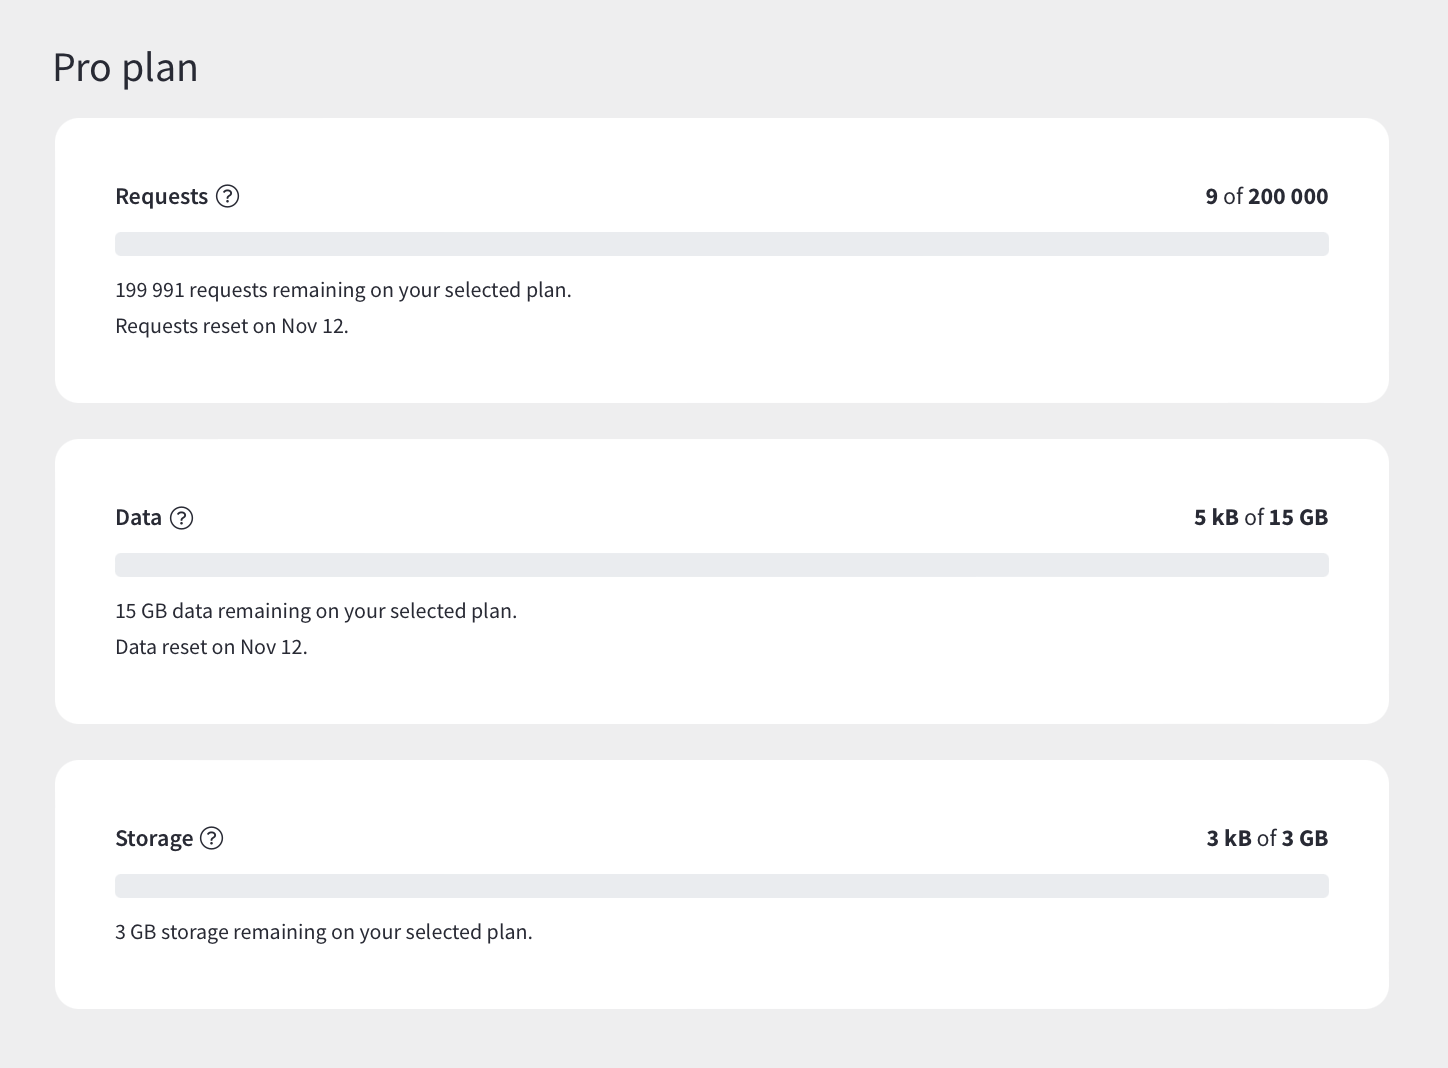 Pro plan
Requests ?
9 of 200 000
199 991 requests remaining on your selected plan.
Requests reset on Nov 12.
Data ?
5 kB of 15 GB
15 GB data remaining on your selected plan.
Data reset on Nov 12.
Storage ?
3 kB of 3 GB
3 GB storage remaining on your selected plan.